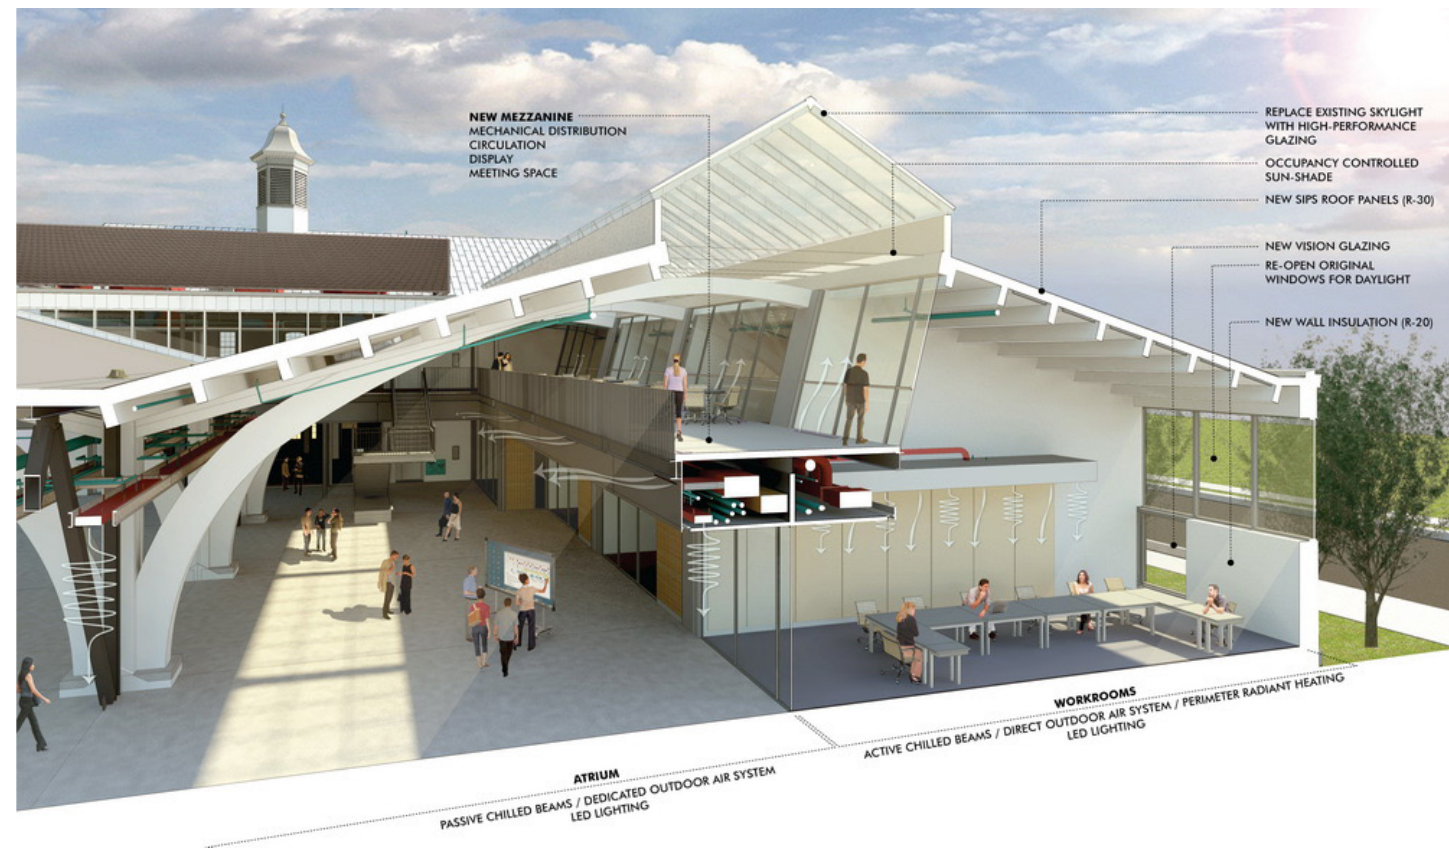 NEW MEZZANINE
MECHANICAL DISTRIBUTION
CIRCULATION
DISPLAY
MEETING SPACE
REPLACE EXISTING SKYLIGHT
WITH HIGH-PERFORMANCE
GLAZING
OCCUPANCY CONTROLLED
SUN-SHADE
NEW SIPS ROOF PANELS (R-30)
NEW VISION GLAZING
RE-OPEN ORIGINAL
WINDOWS FOR DAYLIGHT
NEW WALL INSULATION (R-20)
ATRIUM
PASSIVE CHILLED BEAMS / DEDICATED OUTDOOR AIR SYSTEM
LED LIGHTING
WORKROOMS
ACTIVE CHILLED BEAMS / DIRECT OUTDOOR AIR SYSTEM / PERIMETER RADIANT HEATING
LED LIGHTING